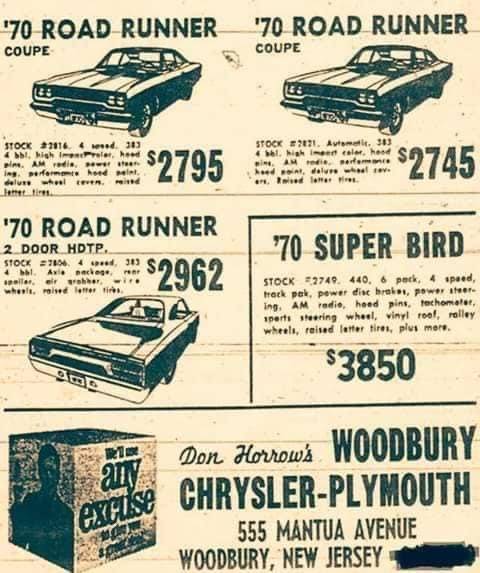 '70 ROAD RUNNER
COUPE
STOCK #2816. 4 speed, 383
4 bbl. high impact color, hood
pins, AM radio, power steer-
ing, performance hood paint,
deluxe wheel covers, raised
letter tires.
$2795
'70 ROAD RUNNER
COUPE
STOCK #2821. Automatic. 383
4 bbl. high impact color, hood
pins, AM radio, performance
hood paint, deluxe wheel cov-
ers, Raised letter tires.
$2745
'70 ROAD RUNNER
2 DOOR HDTP.
STOCK #2806. 4 speed, 383
4 bbl. Axle package, rear
spoiler, air grabber, wire
wheels, raised letter tires.
$2962
'70 SUPER BIRD
STOCK #2749. 440, 6 pack, 4 speed,
track pak, power disc brakes, power steer-
ing, AM radio, hood pins, tachometer,
sports steering wheel, vinyl roof, ralley
wheels, raised letter tires, plus more.
$3850
We'll use
any
excuse
to give you
a
Don Horrow's WOODBURY
CHRYSLER-PLYMOUTH
555 MANTUA AVENUE
WOODBURY, NEW JERSEY